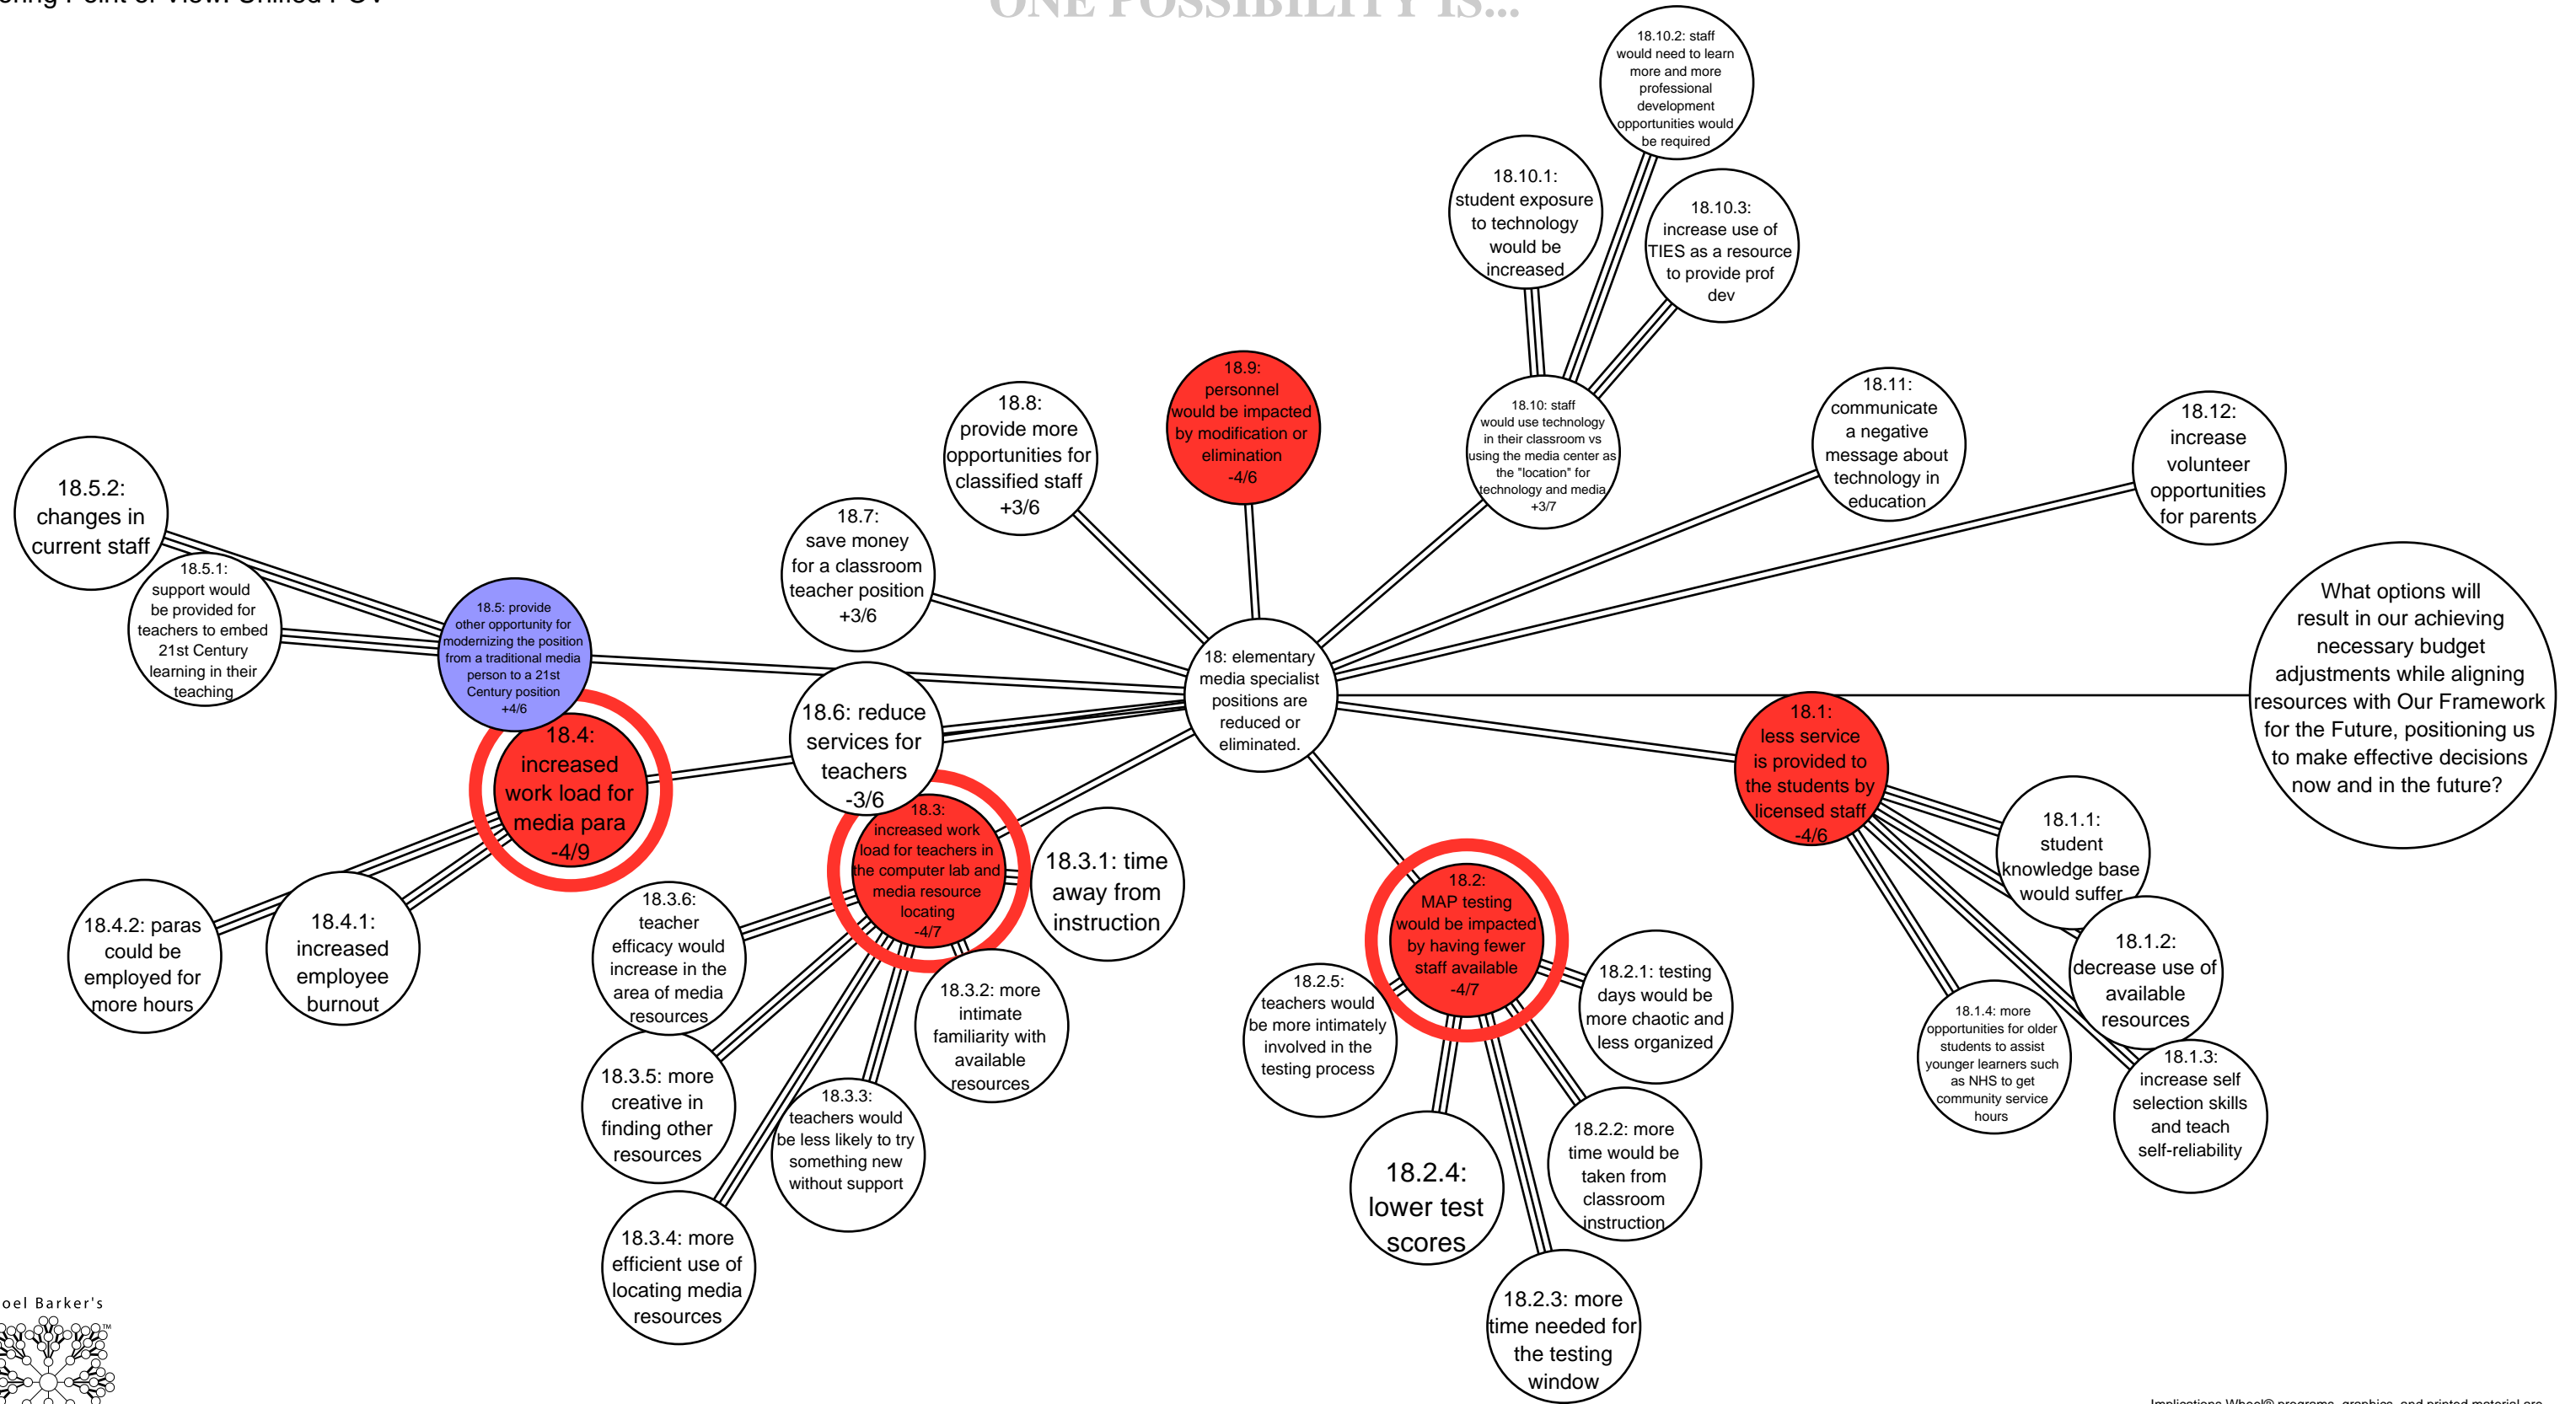 ONE POSSIBILITY IS...
18.10.2: staff
would need to learn
more and more
professional
development
opportunities would
be required
18.10.1:
student exposure
to technology
would be
increased
18.10.3:
increase use of
TIES as a resource
to provide prof
dev
18.9:
personnel
would be impacted
by modification or
elimination
-4/6
18.8:
provide more
opportunities for
classified staff
+3/6
18.10: staff
would use technology
in their classroom vs
using the media center as
the "location" for
technology and media
+3/7
18.11:
communicate
a negative
message about
technology in
education
18.12:
increase
volunteer
opportunities
for parents
18.5.2:
changes in
current staff
18.7:
save money
for a classroom
teacher position
+3/6
18.5.1:
support would
be provided for
teachers to embed
21st Century
learning in their
teaching
18.5: provide
other opportunity for
modernizing the position
from a traditional media
person to a 21st
Century position
+4/6
18: elementary
media specialist
positions are
reduced or
eliminated.
What options will
result in our achieving
necessary budget
adjustments while aligning
resources with Our Framework
for the Future, positioning us
to make effective decisions
now and in the future?
18.6: reduce
services for
teachers
-3/6
18.4:
increased
work load for
media para
-4/9
18.1:
less service
is provided to
the students by
licensed staff
-4/6
18.3:
increased work
load for teachers in
the computer lab and
media resource
locating
-4/7
18.3.1: time
away from
instruction
18.2:
MAP testing
would be impacted
by having fewer
staff available
-4/7
18.1.1:
student
knowledge base
would suffer
18.4.2: paras
could be
employed for
more hours
18.4.1:
increased
employee
burnout
18.3.6:
teacher
efficacy would
increase in the
area of media
resources
18.3.2: more
intimate
familiarity with
available
resources
18.2.5:
teachers would
be more intimately
involved in the
testing process
18.2.1: testing
days would be
more chaotic and
less organized
18.1.2:
decrease use of
available
resources
18.1.4: more
opportunities for older
students to assist
younger learners such
as NHS to get
community service
hours
18.1.3:
increase self
selection skills
and teach
self-reliability
18.3.5: more
creative in
finding other
resources
18.3.3:
teachers would
be less likely to try
something new
without support
18.2.4:
lower test
scores
18.2.2: more
time would be
taken from
classroom
instruction
18.3.4: more
efficient use of
locating media
resources
18.2.3: more
time needed for
the testing
window
oel Barker's
TM
Implications Wheel® programs, graphics, and printed material are